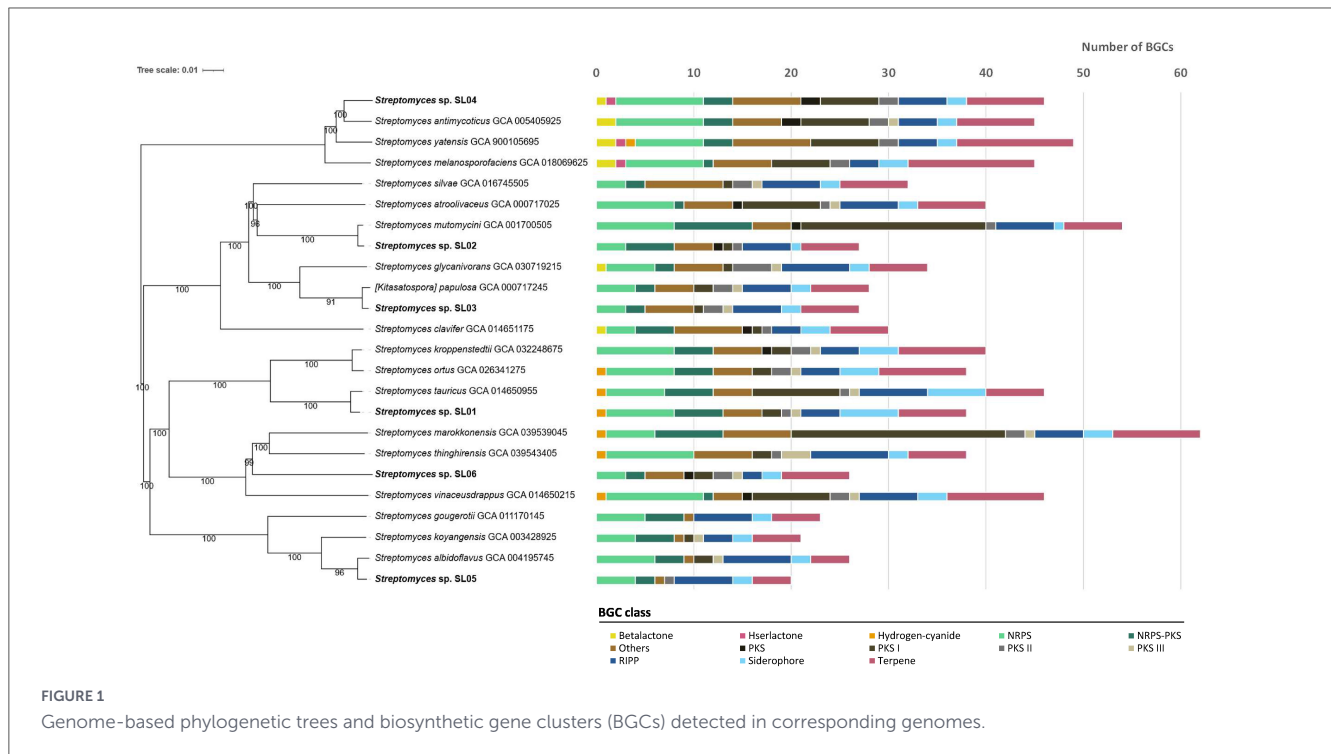 Number of BGCs
Tree scale: 0.01
0 10 20 30 40 50 60
Streptomyces sp. SL04
100
Streptomyces antimycoticus GCA 005405925
100
Streptomyces yatensis GCA 900105695
Streptomyces melanosporofaciens GCA 018069625
Streptomyces silvae GCA 016745505
100
Streptomyces atroolivaceus GCA 000717025
96
Streptomyces mutomycini GCA 001700505
100
Streptomyces sp. SL02
100
Streptomyces glycanivorans GCA 030719215
100
[Kitasatospora] papulosa GCA 000717245
100
91
Streptomyces sp. SL03
Streptomyces clavifer GCA 014651175
Streptomyces kroppenstedtii GCA 032248675
100
Streptomyces ortus GCA 026341275
100
100
Streptomyces tauricus GCA 014650955
100
Streptomyces sp. SL01
Streptomyces marokkonensis GCA 039539045
100
100
Streptomyces thinghirensis GCA 039543405
99
Streptomyces sp. SL06
100
Streptomyces vinaceusdrappus GCA 014650215
Streptomyces gougerotii GCA 011170145
100
Streptomyces koyangensis GCA 003428925
100
Streptomyces albidoflavus GCA 004195745
96
Streptomyces sp. SL05
BGC class
Betalactone Hserlactone Hydrogen-cyanide NRPS NRPS-PKS
Others PKS PKS I PKS II PKS III
RIPP Siderophore Terpene
FIGURE 1
Genome-based phylogenetic trees and biosynthetic gene clusters (BGCs) detected in corresponding genomes.